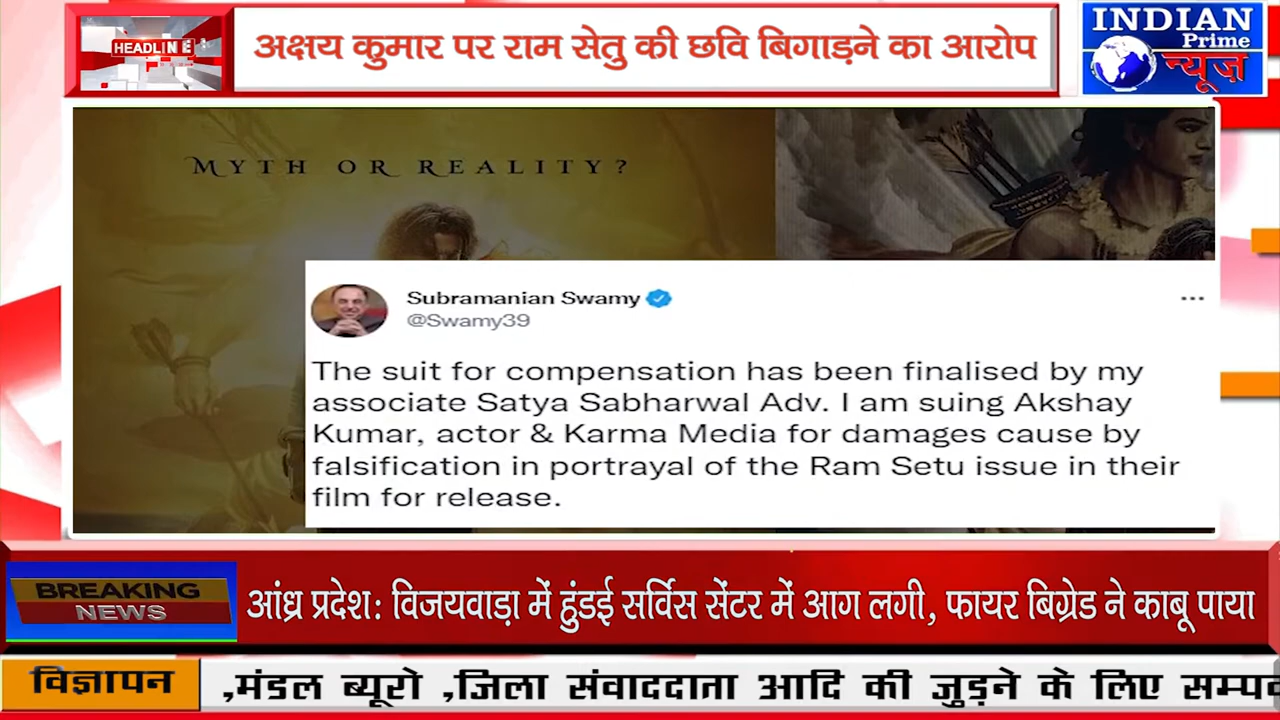 HEADLINE
अक्षय कुमार पर राम सेतु की छवि बिगाड़ने का आरोप
INDIAN
Prime
न्यूज़
MYTH OR REALITY?
Subramanian Swamy
@Swamy39
The suit for compensation has been finalised by my
associate Satya Sabharwal Adv. I am suing Akshay
Kumar, actor & Karma Media for damages cause by
falsification in portrayal of the Ram Setu issue in their
film for release.
BREAKING
NEWS
आंध्र प्रदेश: विजयवाड़ा में हुंडई सर्विस सेंटर में आग लगी, फायर बिग्रेड ने काबू पाया
विज्ञापन
,मंडल ब्यूरो ,जिला संवाददाता आदि की जुड़ने के लिए सम्पर्क